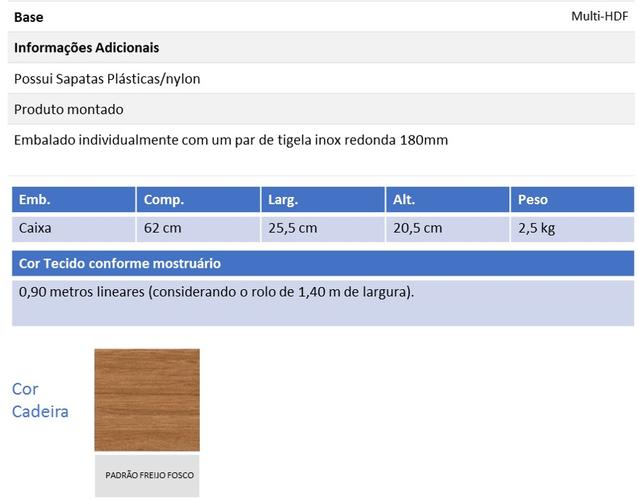 Base Multi-HDF
Informações Adicionais
Possui Sapatas Plásticas/nylon
Produto montado
Embalado individualmente com um par de tigela inox redonda 180mm
Emb. Comp. Larg. Alt. Peso
Caixa 62 cm 25,5 cm 20,5 cm 2,5 kg
Cor Tecido conforme mostruário
0,90 metros lineares (considerando o rolo de 1,40 m de largura).
Cor
Cadeira
PADRÃO FREIJO FOSCO